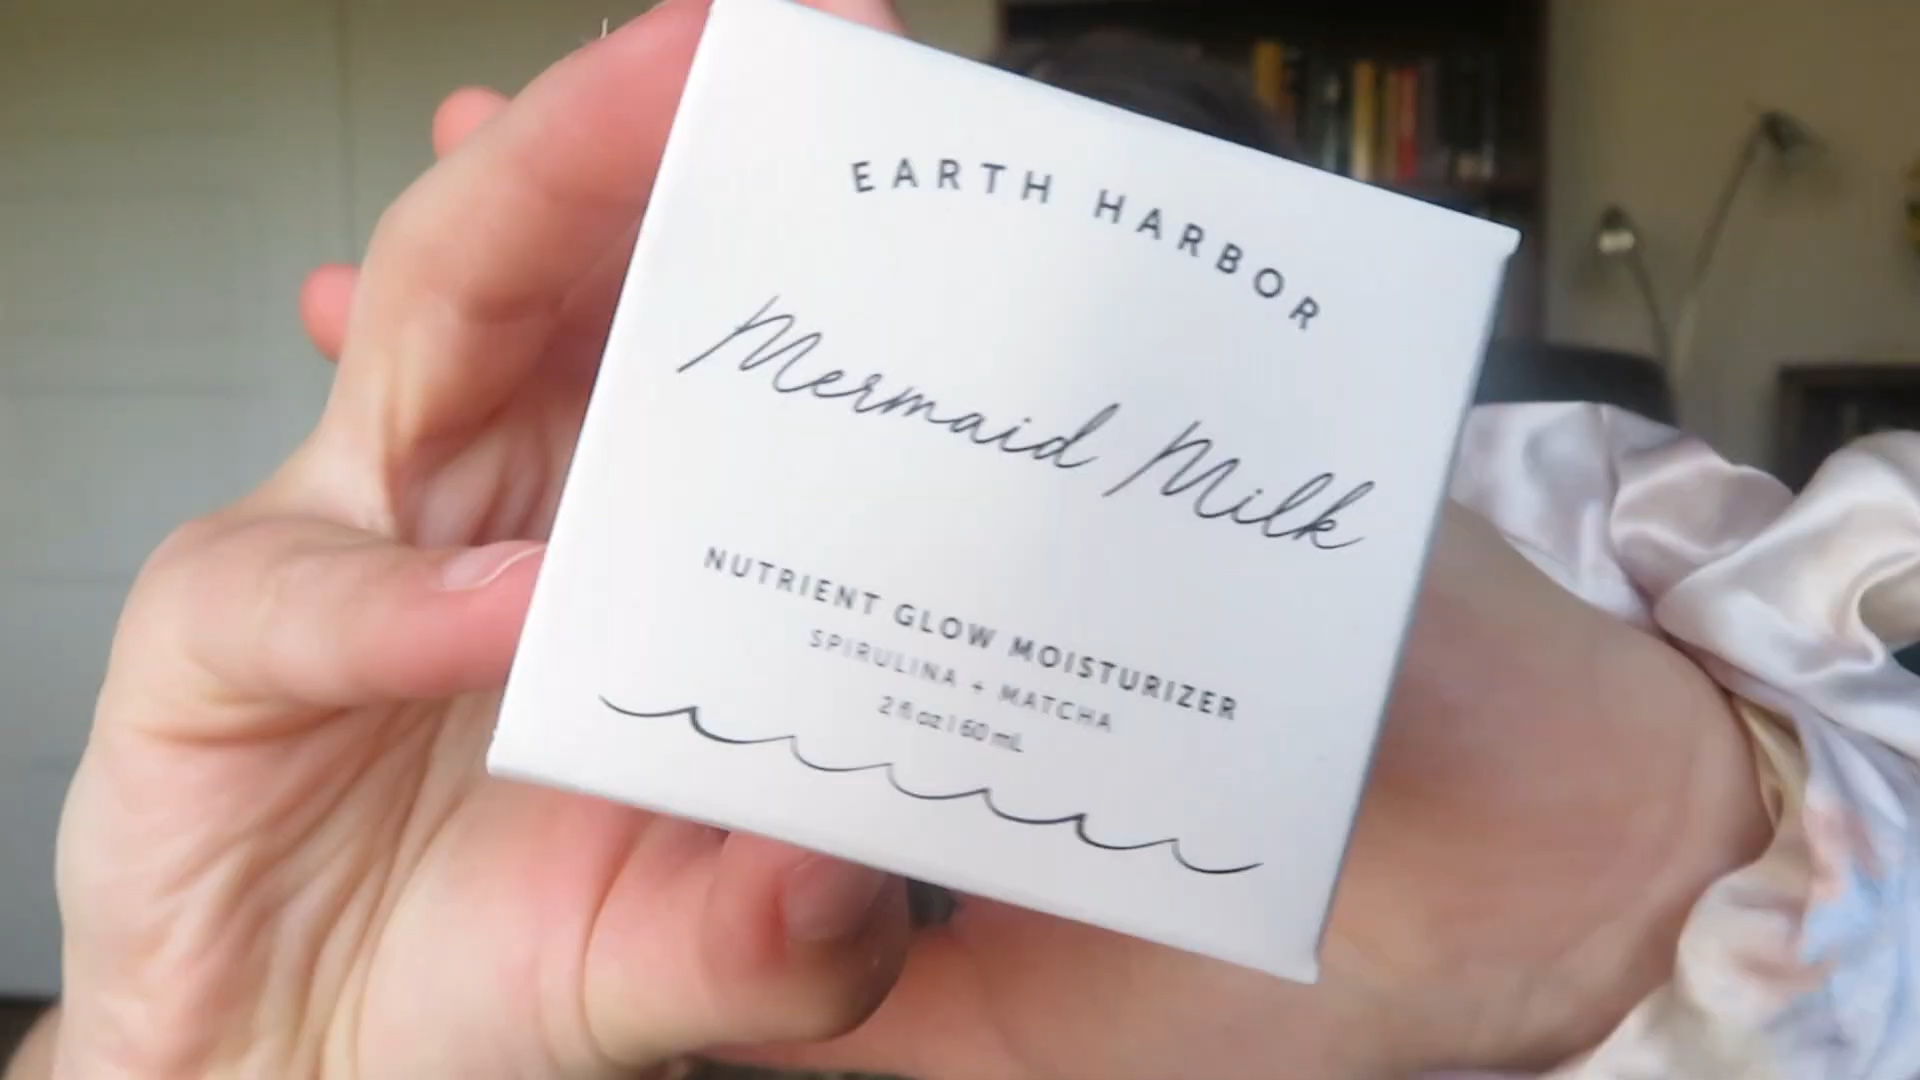 EARTH HARBOR
Mermaid Milk
NUTRIENT GLOW MOISTURIZER
SPIRULINA + MATCHA
2 fl oz | 60 mL